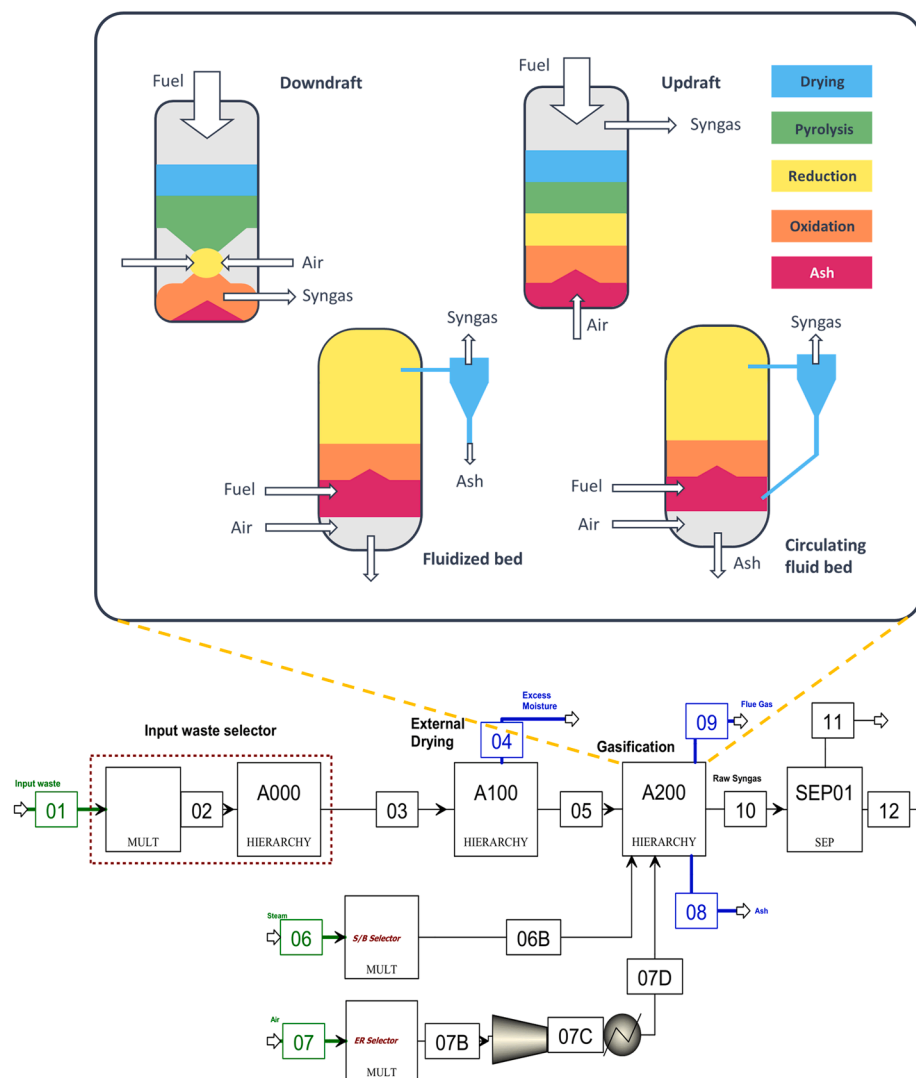 Fuel
Downdraft
Fuel
Updraft
Drying
Syngas
Pyrolysis
Reduction
Air
Oxidation
Syngas
Ash
Air
Syngas
Syngas
Ash
Fuel
Fuel
Air
Air
Fluidized bed
Ash
Circulating
fluid bed
Excess
Moisture
Flue Gas
Input waste selector
External
Drying
04
Gasification
09
11
Input waste
01
02
A000
03
A100
05
A200
Raw Syngas
10
SEP01
12
MULT
HIERARCHY
HIERARCHY
HIERARCHY
SEP
08
Ash
Steam
06
S/B Selector
06B
MULT
07D
Air
07
ER Selector
07B
07C
MULT